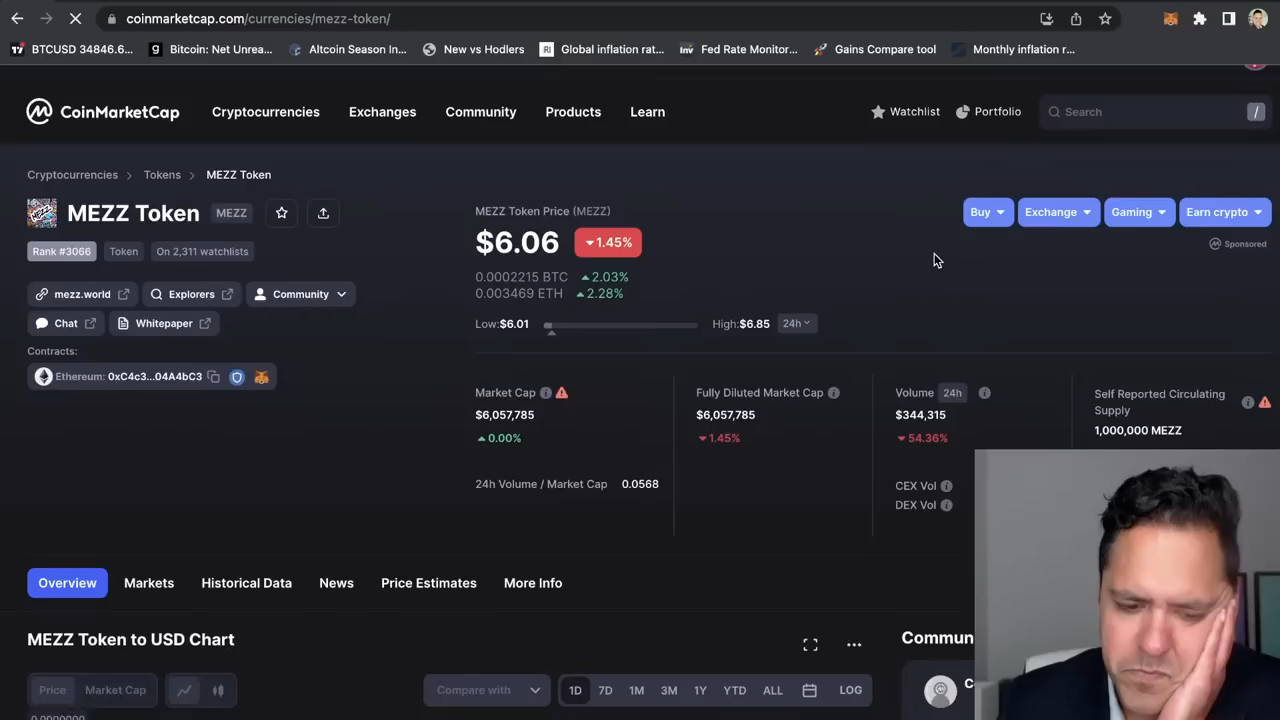 coinmarketcap.com/currencies/mezz-token/
BTCUSD 34846.6...
Bitcoin: Net Unrea...
Altcoin Season In...
New vs Hodlers
Global inflation rat...
Fed Rate Monitor...
Gains Compare tool
Monthly inflation r...
CoinMarketCap
Cryptocurrencies
Exchanges
Community
Products
Learn
Watchlist
Portfolio
Search
/
Cryptocurrencies > Tokens > MEZZ Token
MEZZ Token MEZZ
Rank #3066
Token
On 2,311 watchlists
mezz.world
Explorers
Community
Chat
Whitepaper
Contracts:
Ethereum: 0xC4c3...04A4bC3
MEZZ Token Price (MEZZ)
$6.06 1.45%
0.0002215 BTC 2.03%
0.003469 ETH 2.28%
Low:$6.01
High:$6.85
24h
Buy
Exchange
Gaming
Earn crypto
Sponsored
Market Cap
$6,057,785
0.00%
24h Volume / Market Cap 0.0568
Fully Diluted Market Cap
$6,057,785
1.45%
Volume 24h
$344,315
54.36%
CEX Vol
DEX Vol
Self Reported Circulating
Supply
1,000,000 MEZZ
Overview
Markets
Historical Data
News
Price Estimates
More Info
MEZZ Token to USD Chart
Price
Market Cap
Compare with
1D
7D
1M
3M
1Y
YTD
ALL
LOG
Commun
C